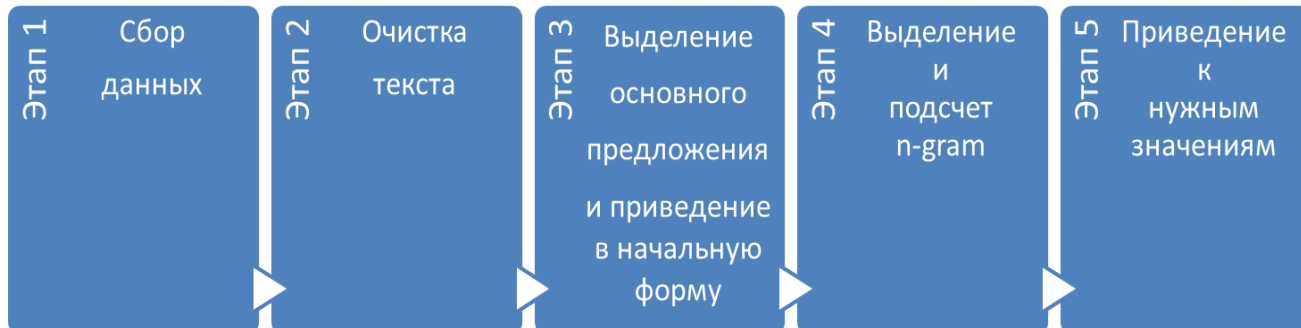 Этап 1
Сбор
данных
Этап 2
Очистка
текста
Этап 3
Выделение
основного
предложения
и приведение
в начальную
форму
Этап 4
Выделение
и
подсчет
n-gram
Этап 5
Приведение
к
нужным
значениям